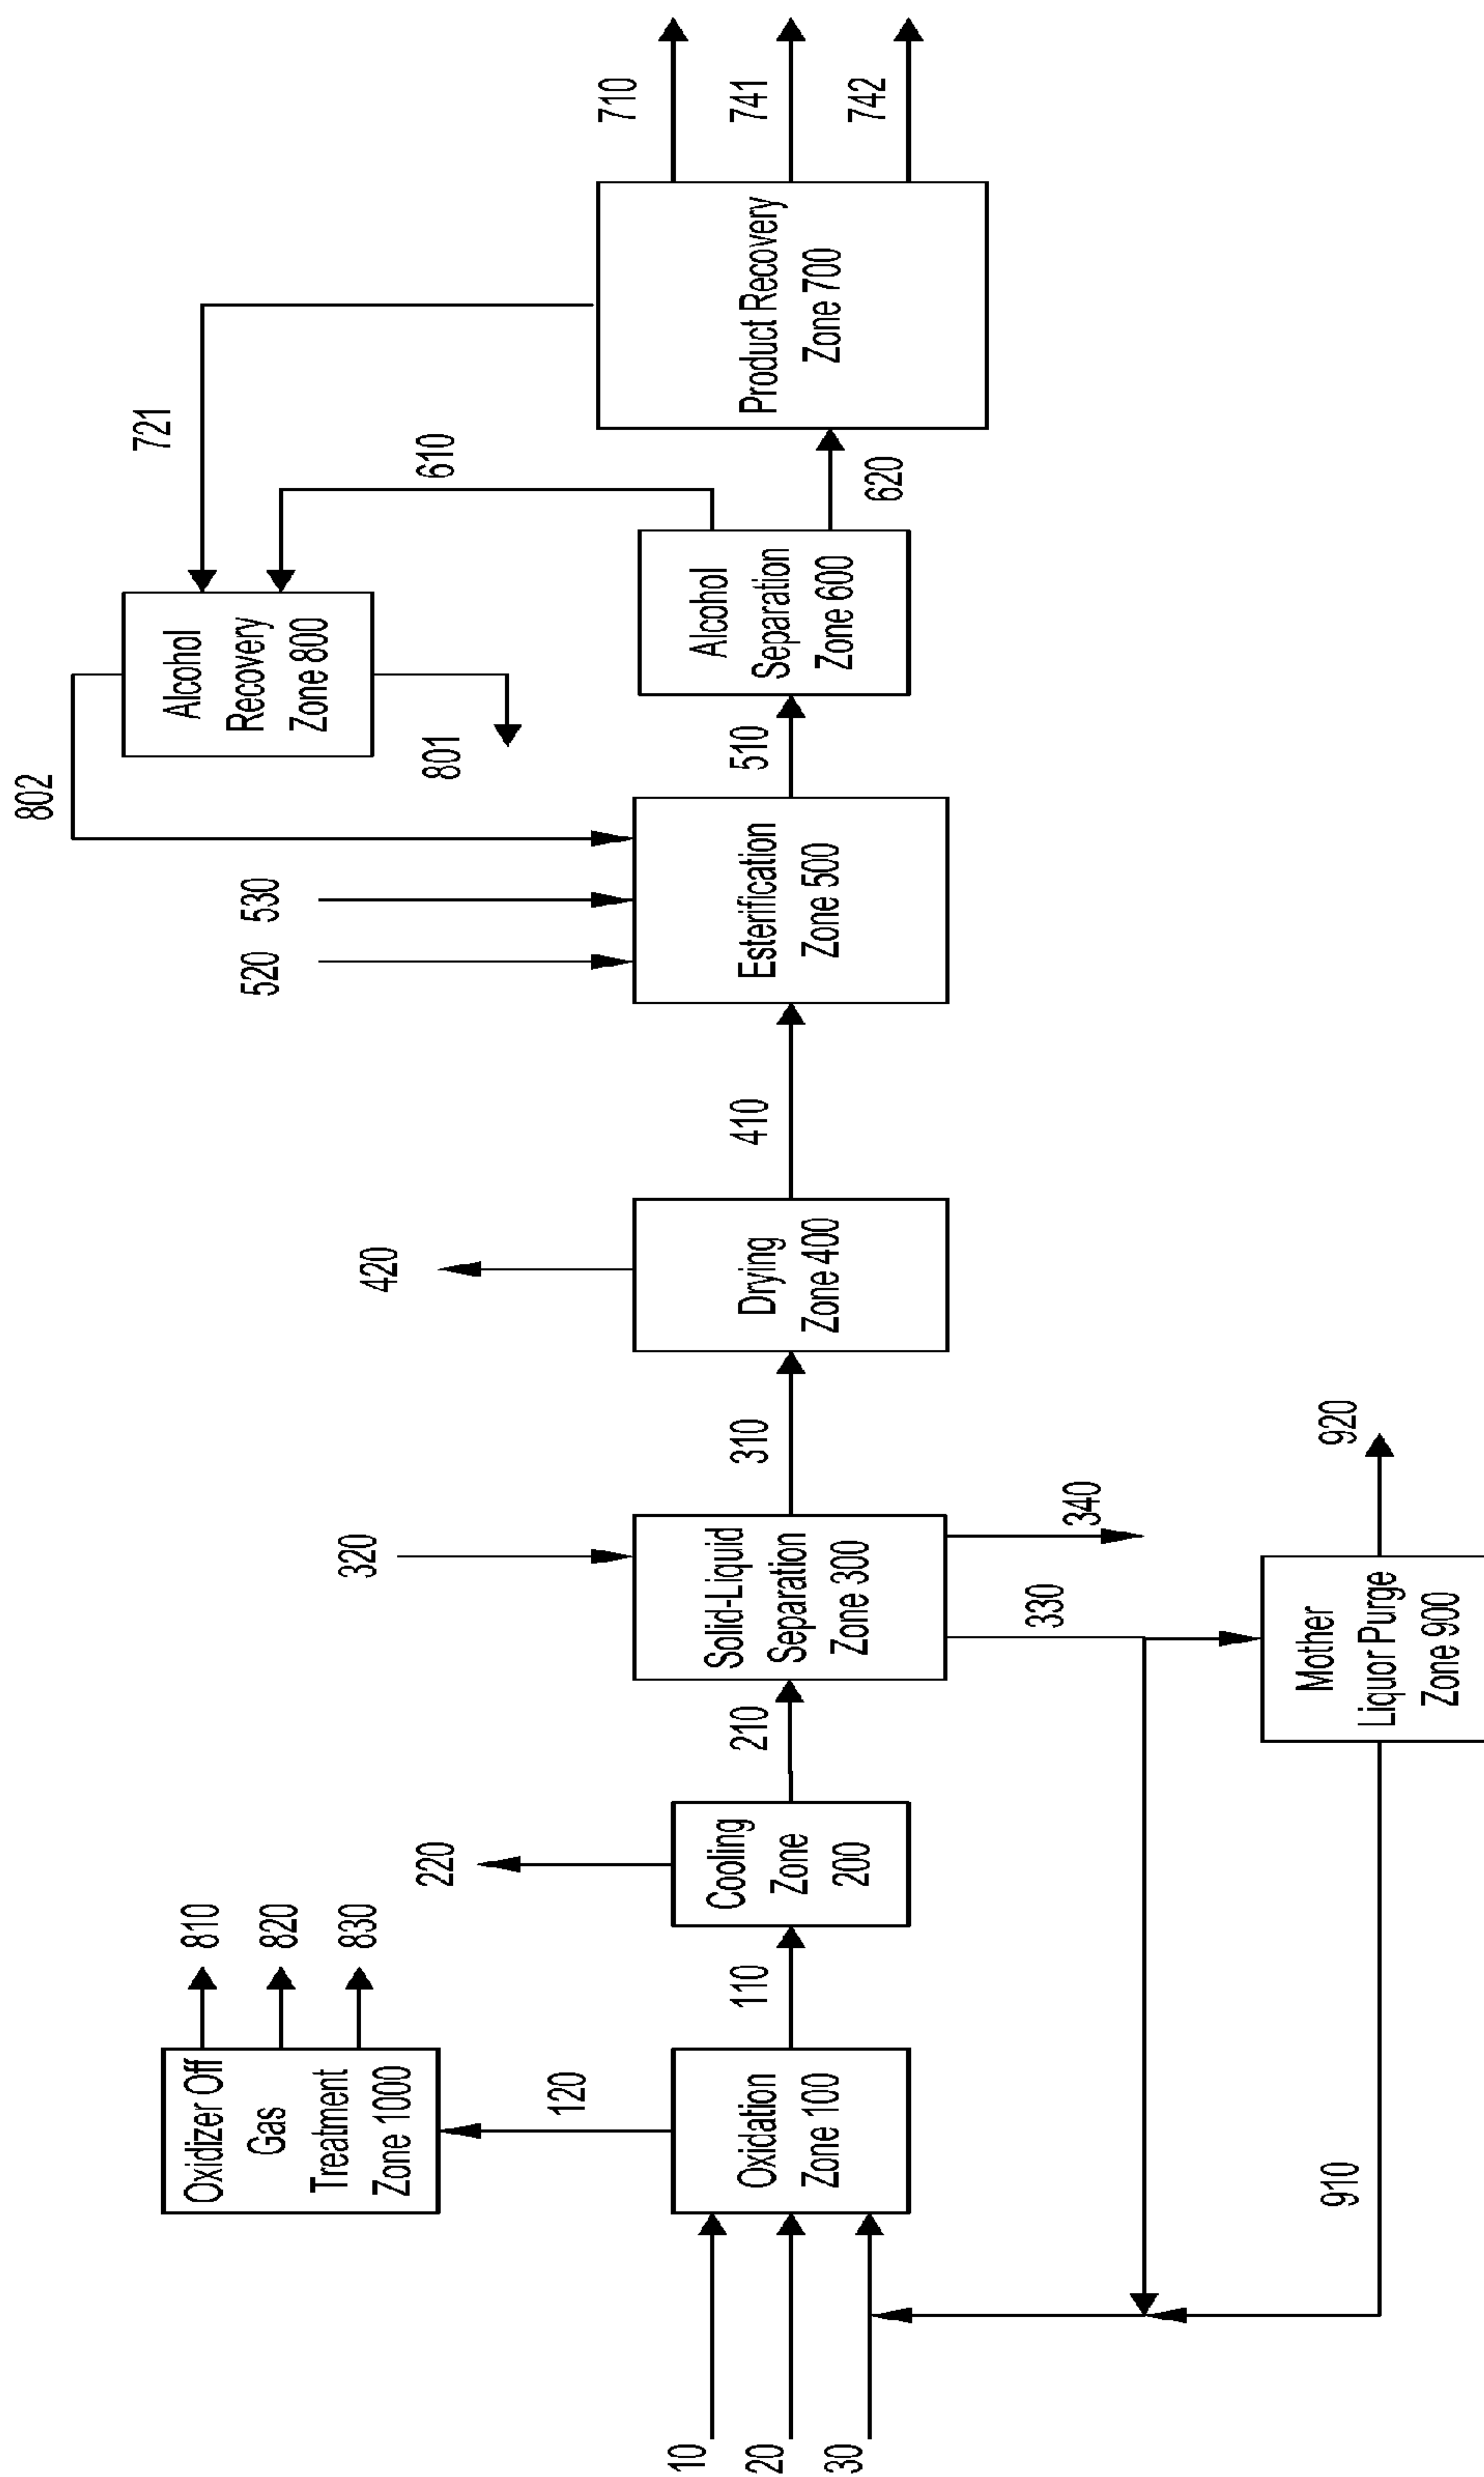 10
20
30
Oxidation
Zone 100
120
Oxidizer Off
Gas
Treatment
Zone 1000
810
820
830
110
Cooling
Zone
200
220
210
Solid-Liquid
Separation
Zone 300
320
330
340
910
Mother
Liquor Purge
Zone 900
920
310
Drying
Zone 400
420
410
Esterification
Zone 500
520
530
802
510
Alcohol
Separation
Zone 600
610
620
Alcohol
Recovery
Zone 800
801
721
Product Recovery
Zone 700
710
741
742